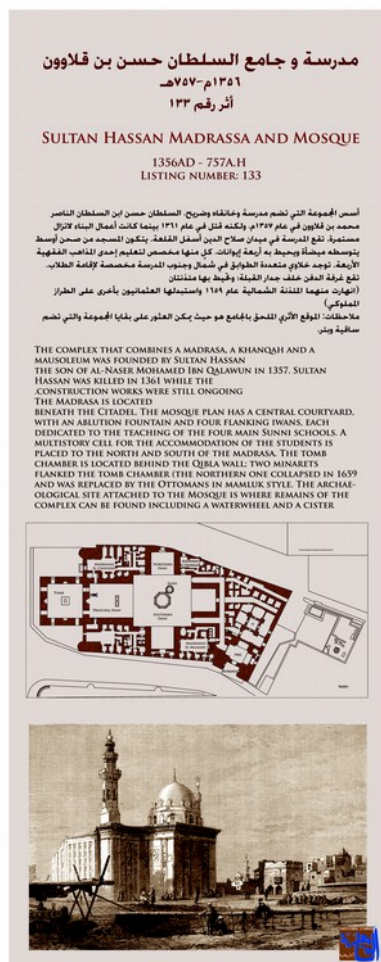 مدرسة و جامع السلطان حسن بن قلاوون
١٣٥٦م-٧٥٧هـ
أثر رقم ١٣٣
SULTAN HASSAN MADRASSA AND MOSQUE
1356AD - 757A.H
LISTING NUMBER: 133
أسس المجموعة التي تضم مدرسة وخانقاه وضريح، السلطان حسن ابن السلطان الناصر
محمد بن قلاوون في عام ١٣٥٧م. ولكنه قتل في عام ١٣٦١ بينما كانت أعمال البناء لاتزال
مستمرة. تقع المدرسة في ميدان صلاح الدين أسفل القلعة. يتكون المسجد من صحن أوسط
يتوسطه ميضأة ويحيط به أربعة إيوانات، كل منها مخصص لتعليم إحدى المذاهب الفقهية
الأربعة. توجد خلاوي متعددة الطوابق في شمال وجنوب المدرسة مخصصة لإقامة الطلاب.
تقع غرفة الدفن خلف جدار القبلة؛ وتحيط بها مئذنتان
(انهارت منهما المئذنة الشمالية عام ١٦٥٩ واستبدلها العثمانيون بأخرى على الطراز
المملوكي)
ملاحظات: الموقع الأثري الملحق بالجامع هو حيث يمكن العثور على بقايا المجموعة والتي تضم
ساقية وبئر.
THE COMPLEX THAT COMBINES A MADRASA, A KHANQAH AND A
MAUSOLEUM WAS FOUNDED BY SULTAN HASSAN
THE SON OF AL-NASER MOHAMED IBN QALAWUN IN 1357. SULTAN
HASSAN WAS KILLED IN 1361 WHILE THE
.CONSTRUCTION WORKS WERE STILL ONGOING
THE MADRASA IS LOCATED
BENEATH THE CITADEL. THE MOSQUE PLAN HAS A CENTRAL COURTYARD,
WITH AN ABLUTION FOUNTAIN AND FOUR FLANKING IWANS, EACH
DEDICATED TO THE TEACHING OF THE FOUR MAIN SUNNI SCHOOLS. A
MULTISTORY CELL FOR THE ACCOMMODATION OF THE STUDENTS IS
PLACED TO THE NORTH AND SOUTH OF THE MADRASA. THE TOMB
CHAMBER IS LOCATED BEHIND THE QIBLA WALL; TWO MINARETS
FLANKED THE TOMB CHAMBER (THE NORTHERN ONE COLLAPSED IN 1659
AND WAS REPLACED BY THE OTTOMANS IN MAMLUK STYLE. THE ARCHAE-
OLOGICAL SITE ATTACHED TO THE MOSQUE IS WHERE REMAINS OF THE
COMPLEX CAN BE FOUND INCLUDING A WATERWHEEL AND A CISTER
TOMB